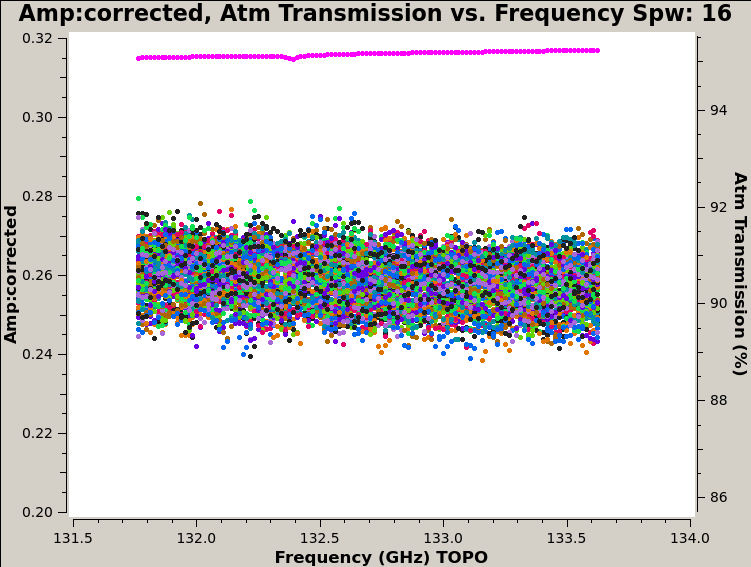 Amp:corrected, Atm Transmission vs. Frequency Spw: 16
0.32
0.30
0.28
0.26
0.24
0.22
0.20
Amp:corrected
94
92
90
88
86
Atm Transmission (%)
131.5 132.0 132.5 133.0 133.5 134.0
Frequency (GHz) TOPO